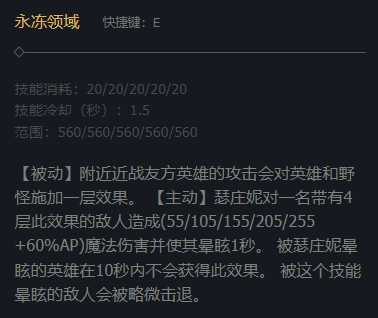 永冻领域 快捷键：E
技能消耗：20/20/20/20/20
技能冷却（秒）：1.5
范围：560/560/560/560/560
【被动】附近近战友方英雄的攻击会对英雄和野
怪施加一层效果。 【主动】瑟庄妮对一名带有4
层此效果的敌人造成(55/105/155/205/255
+60%AP)魔法伤害并使其晕眩1秒。 被瑟庄妮晕
眩的英雄在10秒内不会获得此效果。 被这个技能
晕眩的敌人会被略微击退。